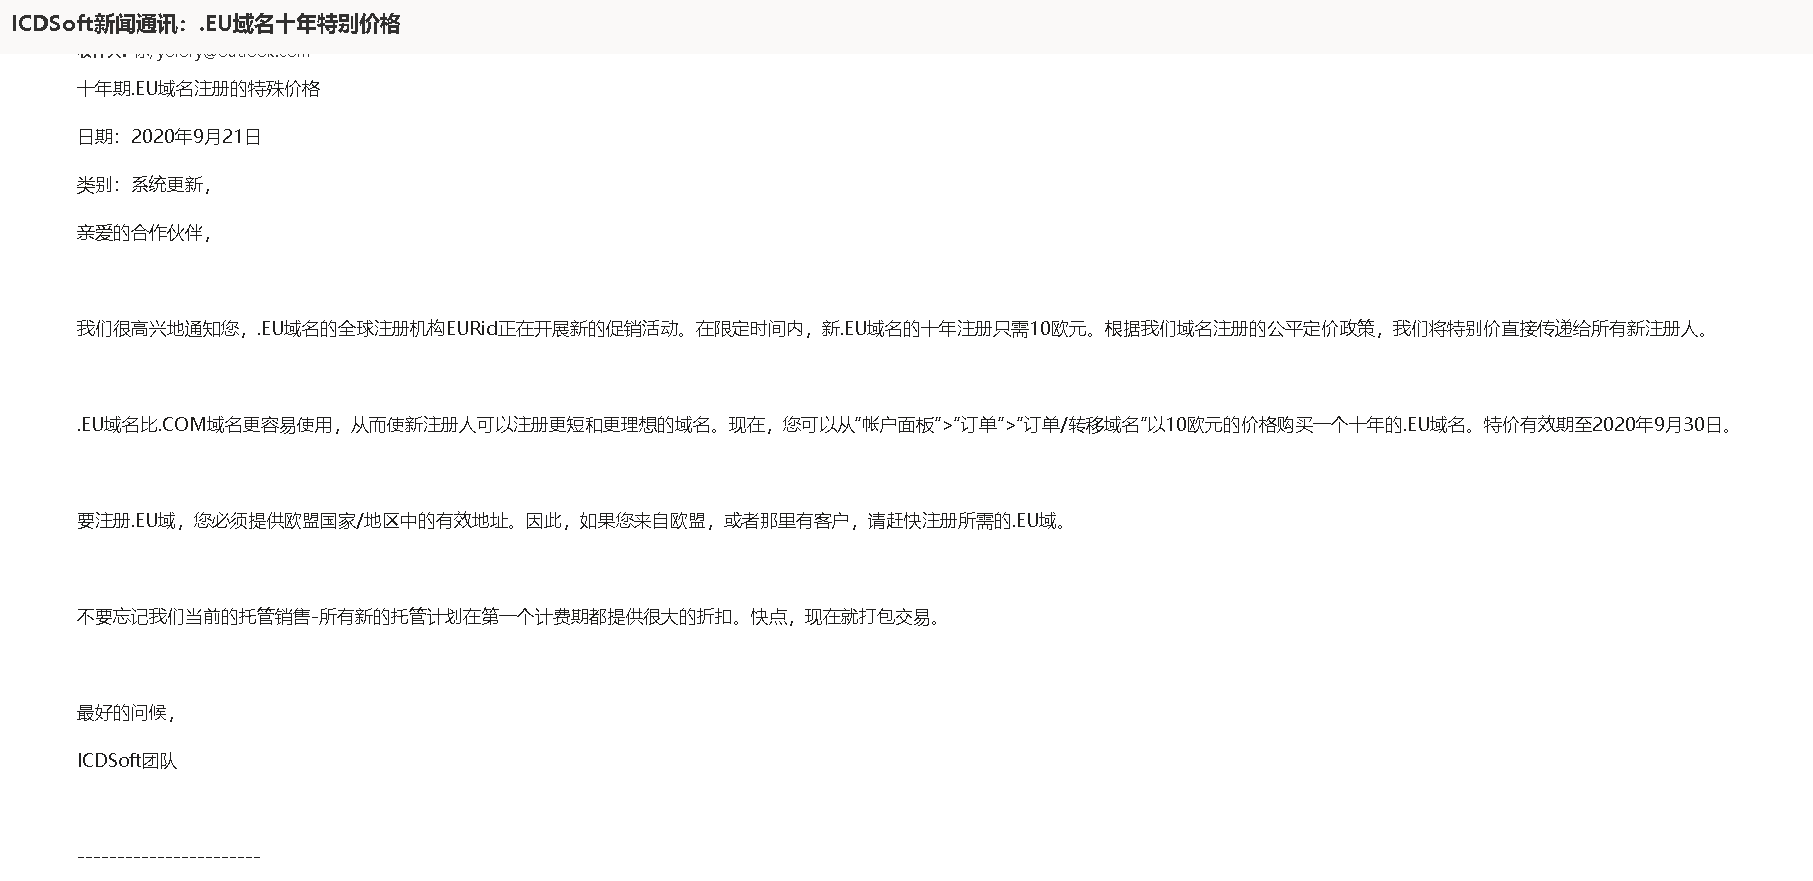 ICDSoft新闻通讯：.EU域名十年特别价格
十年期.EU域名注册的特殊价格
日期：2020年9月21日
类别：系统更新，
亲爱的合作伙伴，
我们很高兴地通知您，.EU域名的全球注册机构EURid正在开展新的促销活动。在限定时间内，新.EU域名的十年注册只需10欧元。根据我们域名注册的公平定价政策，我们将特别价直接传递给所有新注册人。
.EU域名比.COM域名更容易使用，从而使新注册人可以注册更短和更理想的域名。现在，您可以从“帐户面板”>“订单”>“订单/转移域名”以10欧元的价格购买一个十年的.EU域名。特价有效期至2020年9月30日。
要注册.EU域，您必须提供欧盟国家/地区中的有效地址。因此，如果您来自欧盟，或者那里有客户，请赶快注册所需的.EU域。
不要忘记我们当前的托管销售-所有新的托管计划在第一个计费期都提供很大的折扣。快点，现在就打包交易。
最好的问候，
ICDSoft团队
-----------------------